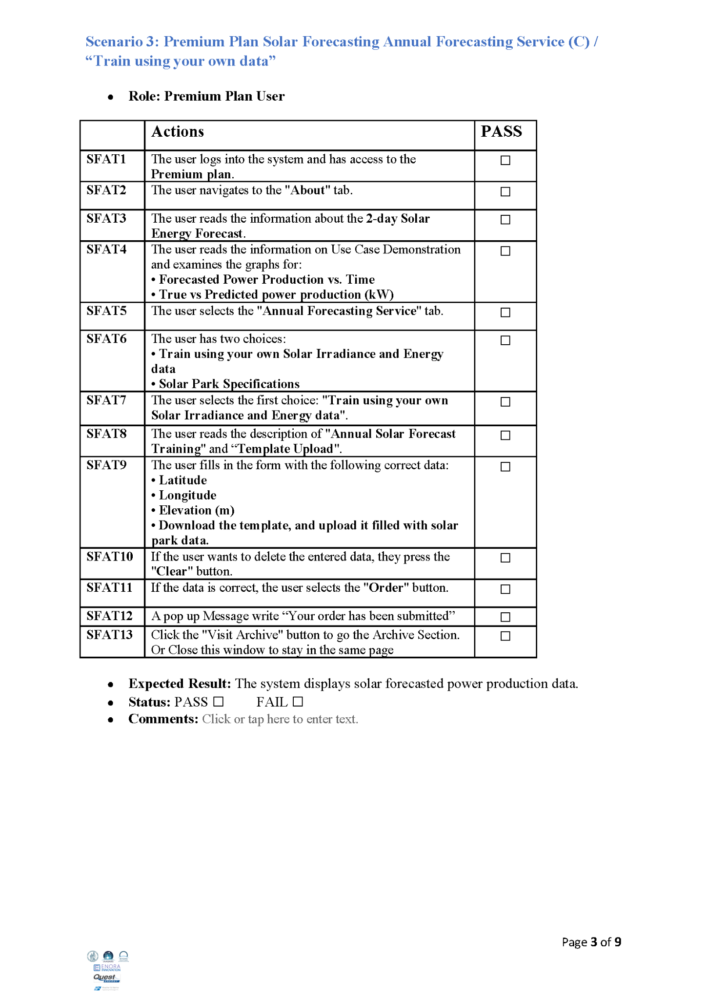 Scenario 3: Premium Plan Solar Forecasting Annual Forecasting Service (C) /
“Train using your own data”
• Role: Premium Plan User
Actions PASS
SFAT1 The user logs into the system and has access to the ☐
Premium plan.
SFAT2 The user navigates to the "About" tab. ☐
SFAT3 The user reads the information about the 2-day Solar ☐
Energy Forecast.
SFAT4 The user reads the information on Use Case Demonstration ☐
and examines the graphs for:
• Forecasted Power Production vs. Time
• True vs Predicted power production (kW)
SFAT5 The user selects the "Annual Forecasting Service" tab. ☐
SFAT6 The user has two choices: ☐
• Train using your own Solar Irradiance and Energy
data
• Solar Park Specifications
SFAT7 The user selects the first choice: "Train using your own ☐
Solar Irradiance and Energy data".
SFAT8 The user reads the description of "Annual Solar Forecast ☐
Training" and “Template Upload".
SFAT9 The user fills in the form with the following correct data: ☐
• Latitude
• Longitude
• Elevation (m)
• Download the template, and upload it filled with solar
park data.
SFAT10 If the user wants to delete the entered data, they press the ☐
"Clear" button.
SFAT11 If the data is correct, the user selects the "Order" button. ☐
SFAT12 A pop up Message write “Your order has been submitted” ☐
SFAT13 Click the "Visit Archive" button to go the Archive Section. ☐
Or Close this window to stay in the same page
• Expected Result: The system displays solar forecasted power production data.
• Status: PASS ☐ FAIL ☐
• Comments: Click or tap here to enter text.
Page 3 of 9
IAASARS
BEYOND
ENORA
INNOVATION
Quest
ENERGY